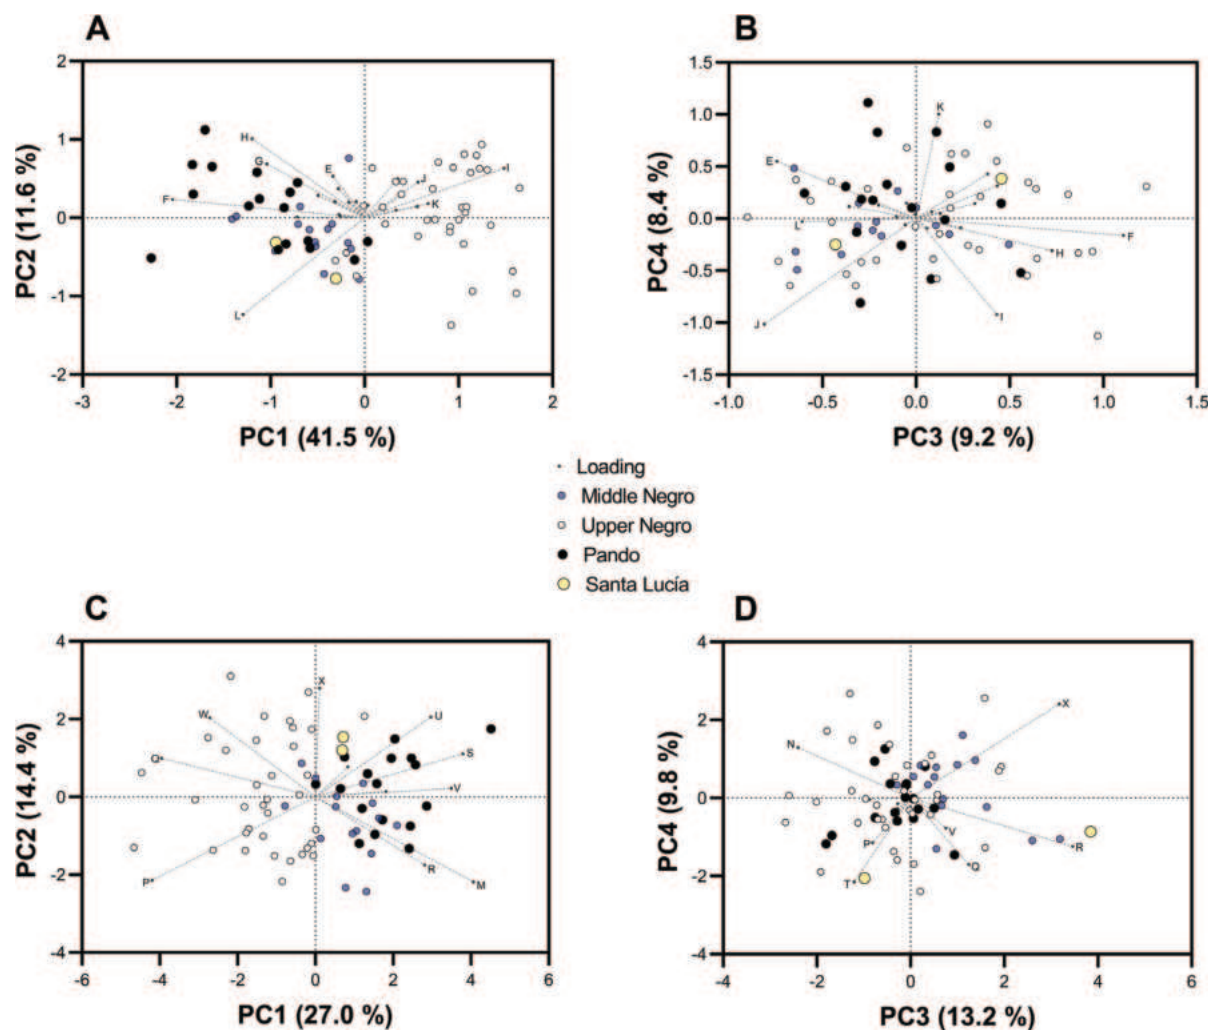 A
B
2
1
0
-1
-2
PC2 (11.6 %)
H
G
F
E
J
I
K
L
-3
-2
-1
0
1
2
PC1 (41.5 %)
1.5
1.0
0.5
0.0
-0.5
-1.0
-1.5
PC4 (8.4 %)
K
E
L
F
H
J
I
-1.0
-0.5
0.0
0.5
1.0
1.5
PC3 (9.2 %)
Loading
Middle Negro
Upper Negro
Pando
Santa Lucía
C
D
4
2
0
-2
-4
PC2 (14.4 %)
X
W
U
Q
S
V
P
R
M
-6
-4
-2
0
2
4
6
PC1 (27.0 %)
4
2
0
-2
-4
PC4 (9.8 %)
X
N
V
P
R
T
-4
-2
0
2
4
6
PC3 (13.2 %)